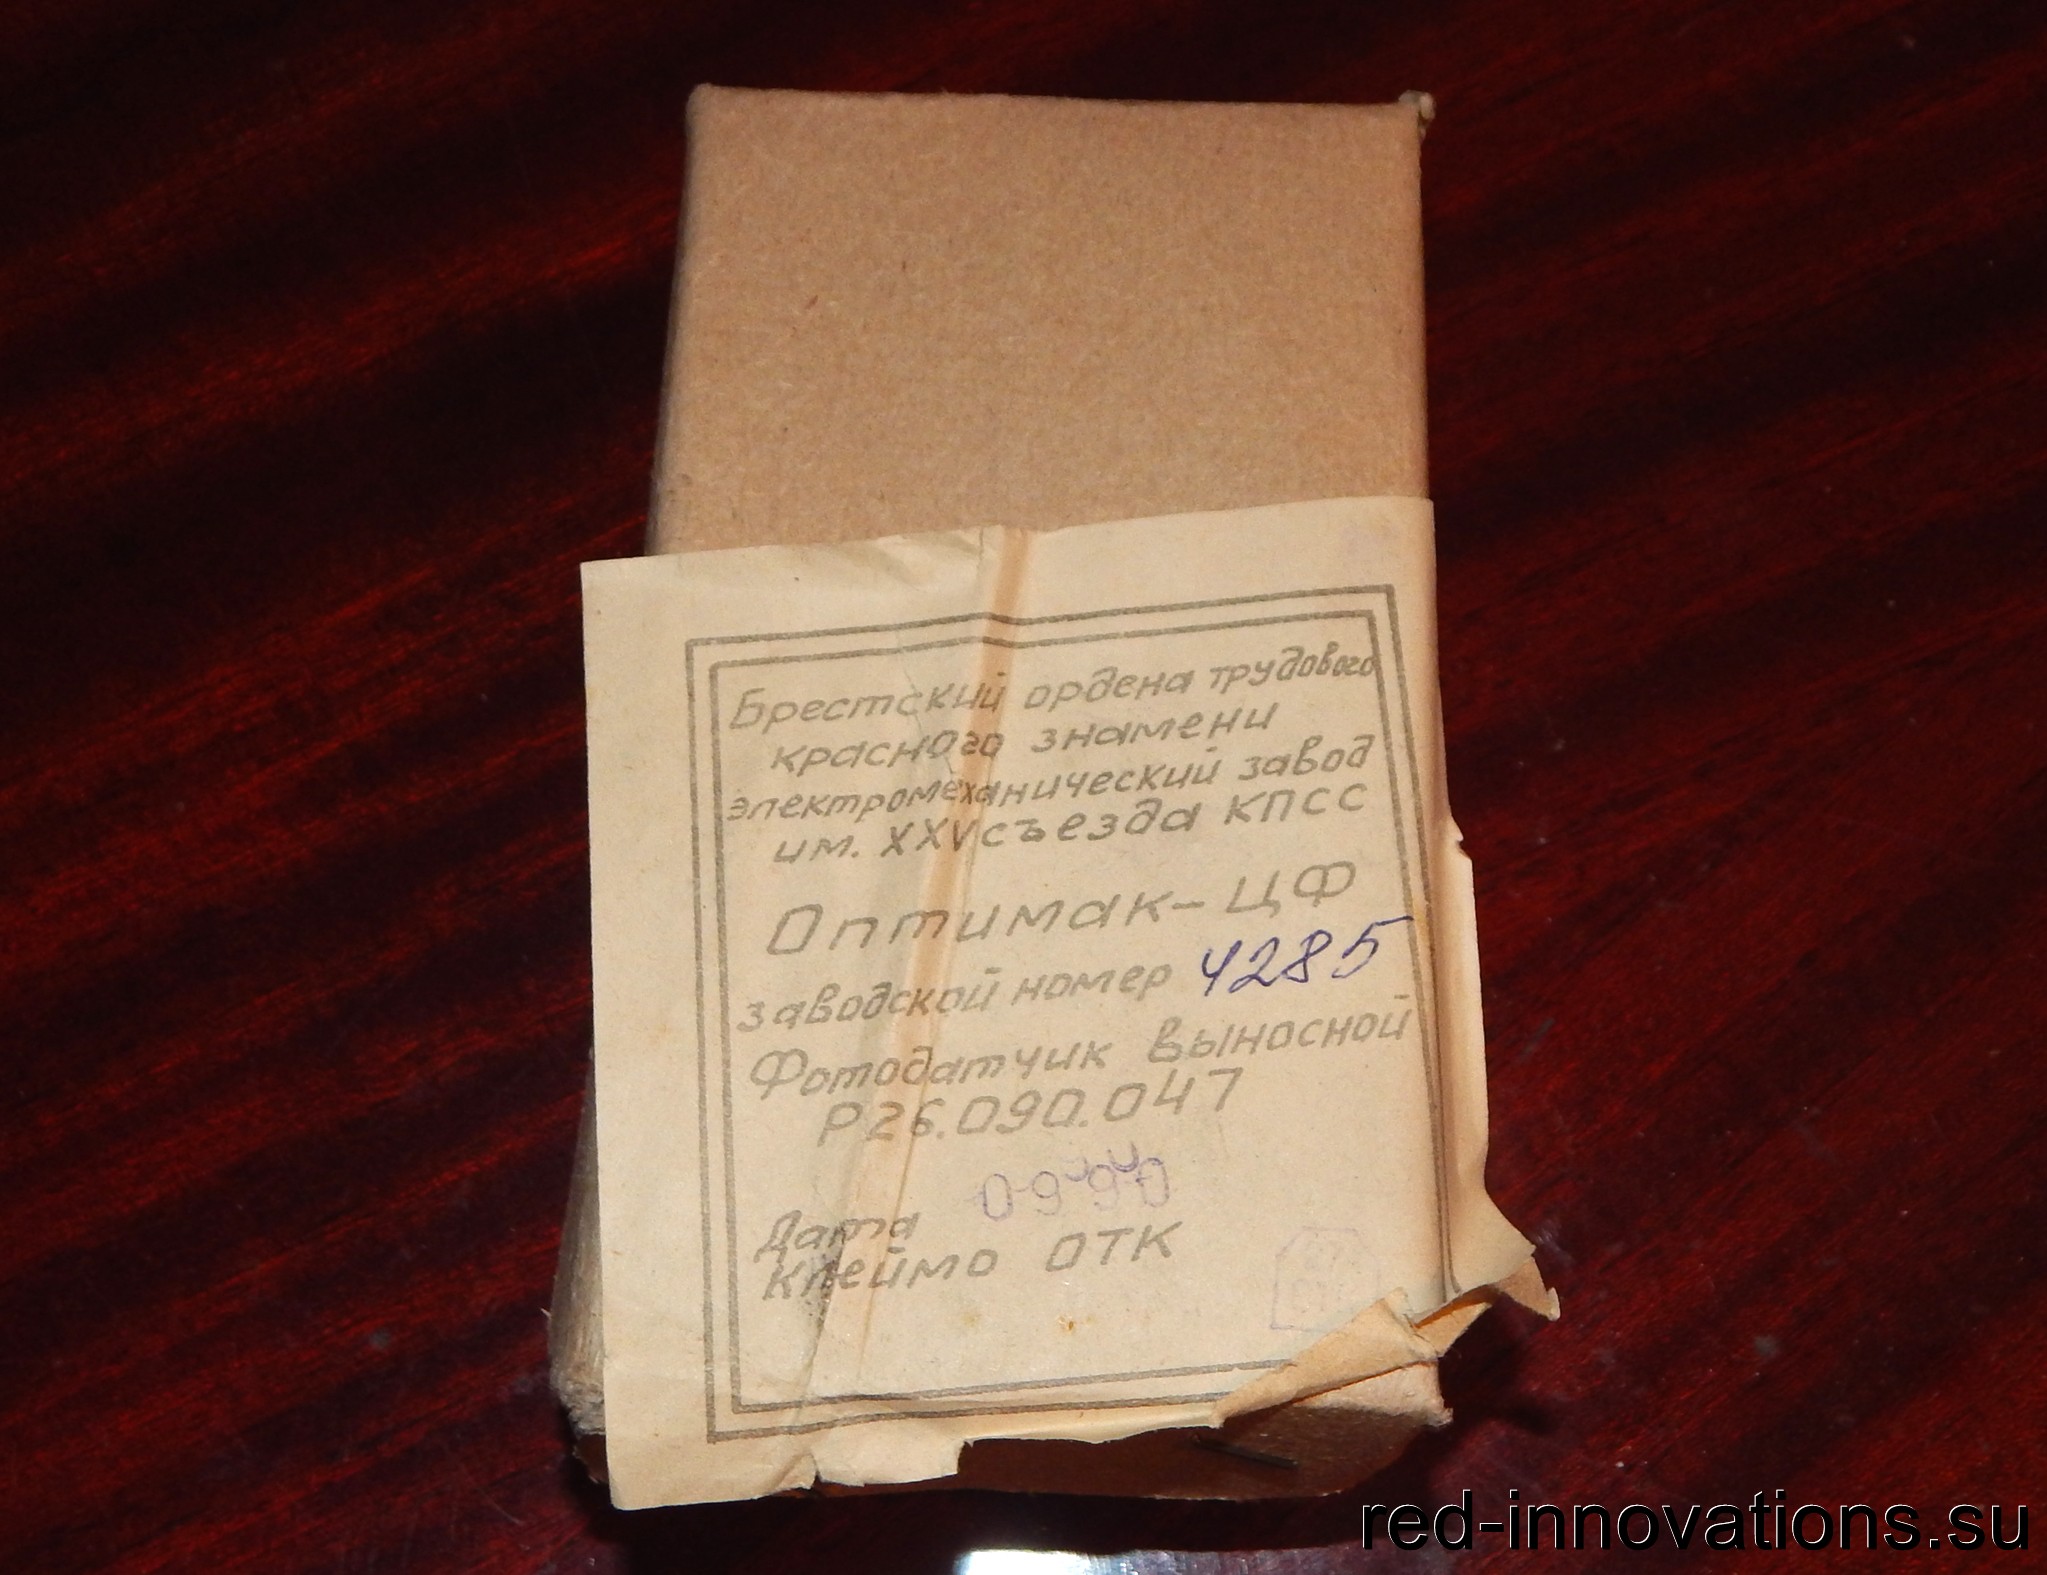 Брестский ордена трудового
красного знамени
электромеханический завод
им. XXV съезда КПСС
Оптимак-ЦФ
заводской номер 4285
Фотодатчик выносной
Р26.090.047
Дата
Клеймо ОТК
red-innovations.su